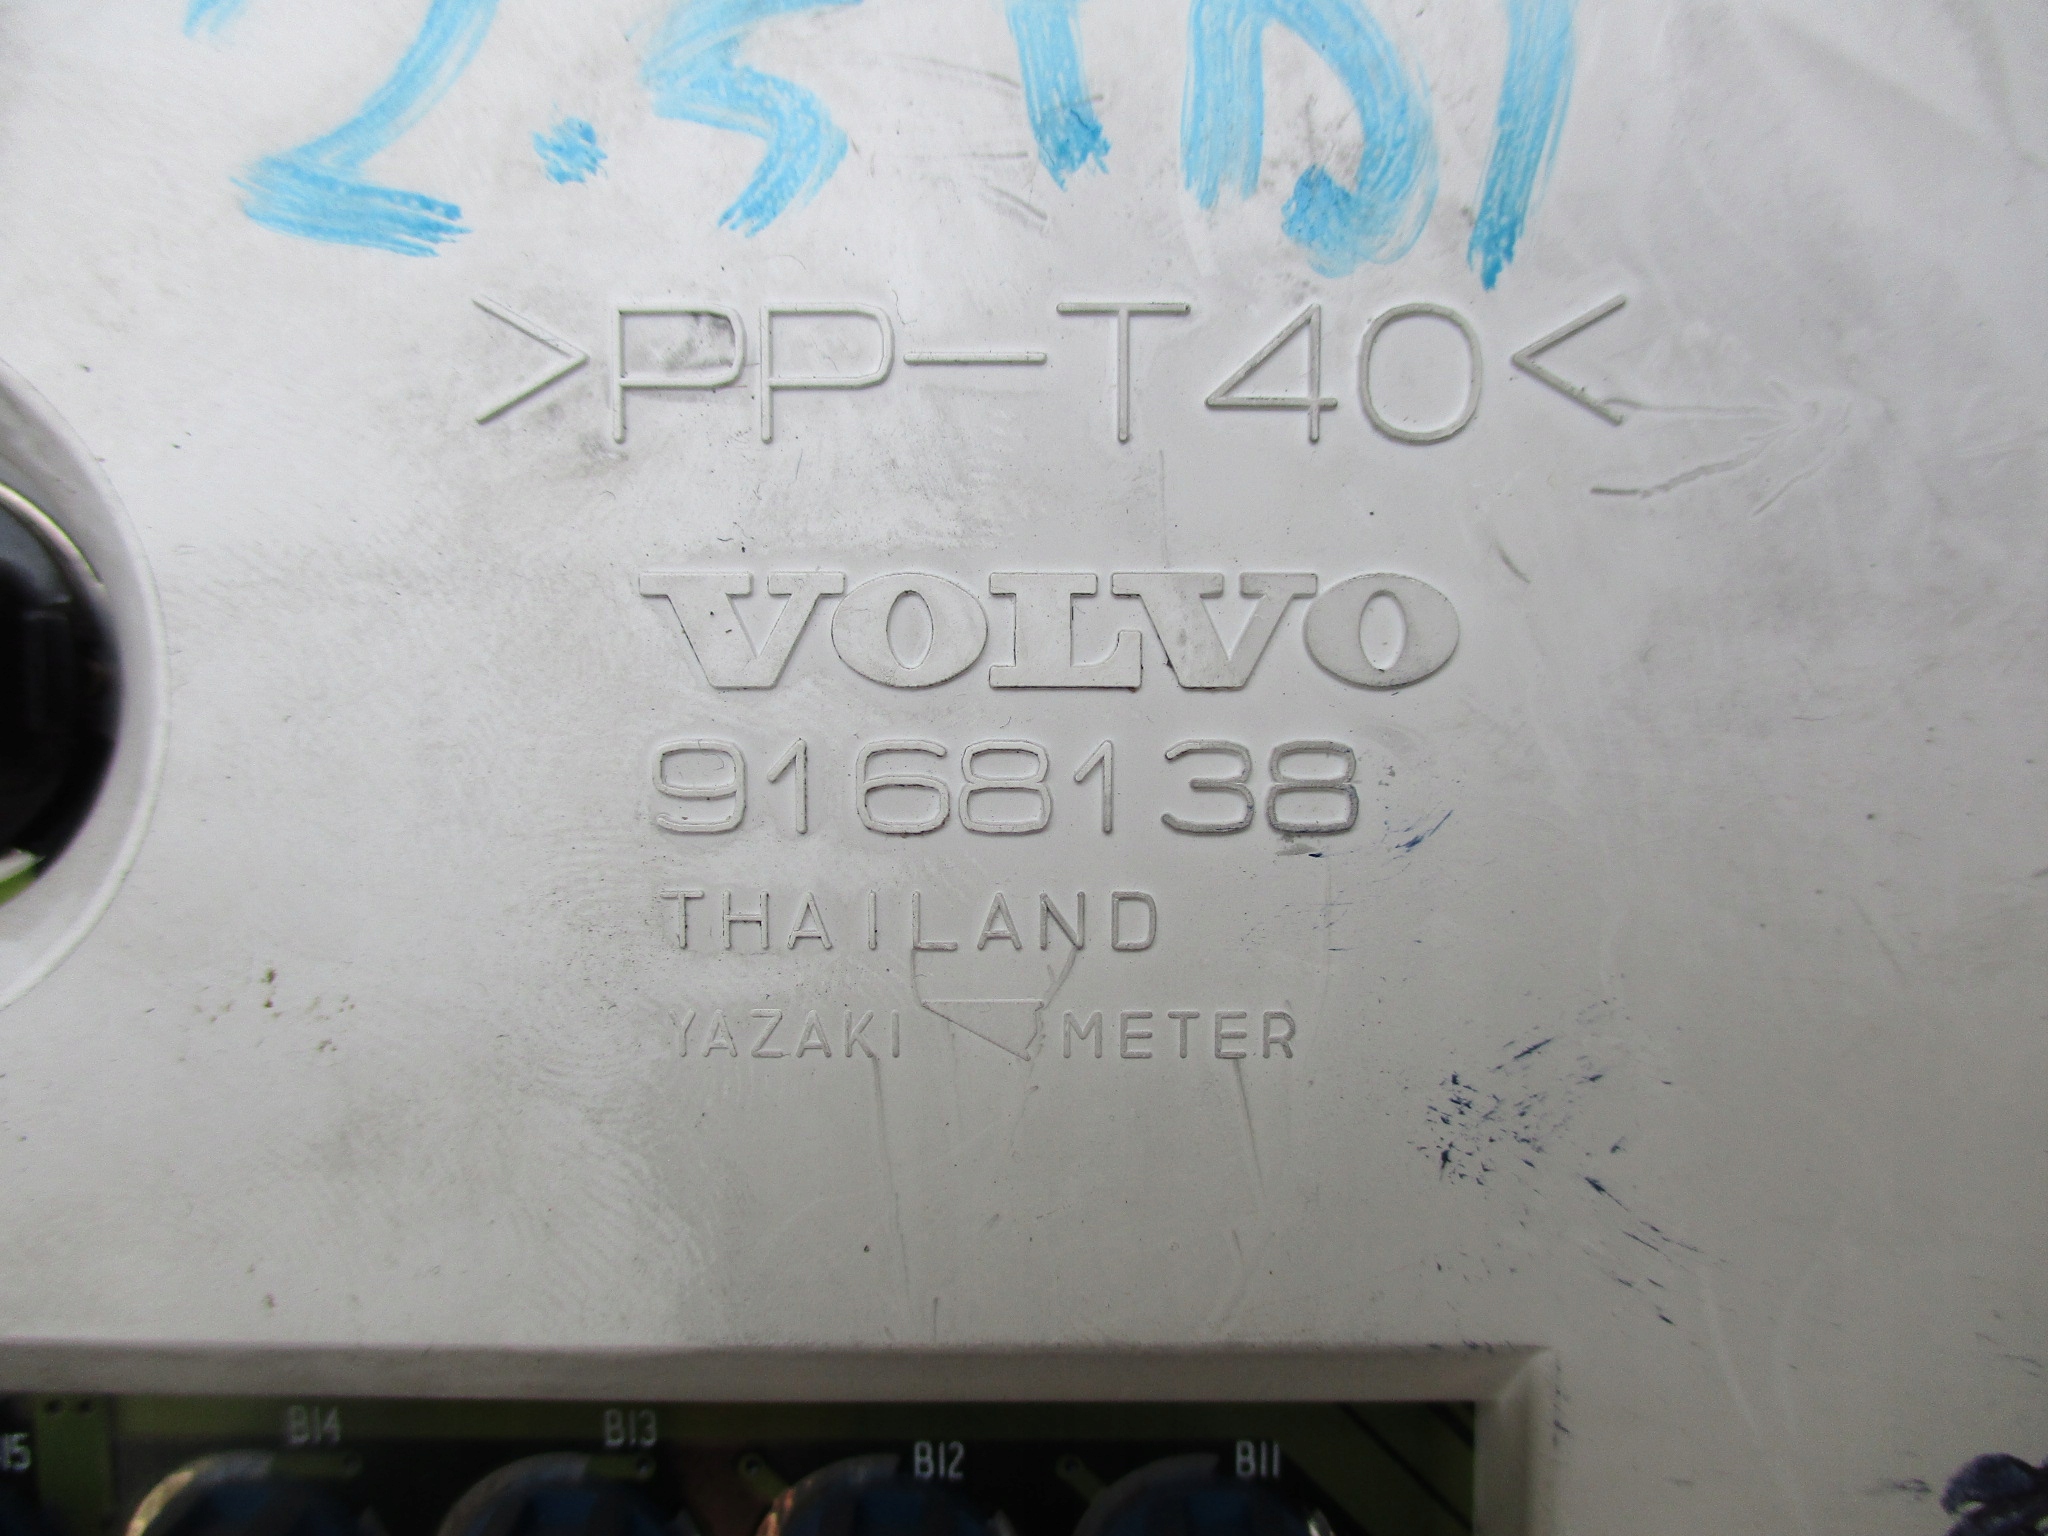 2.5 TDI
>PP-T40<
VOLVO
9168138
THAILAND
YAZAKI METER
B14 B13 B12 B11